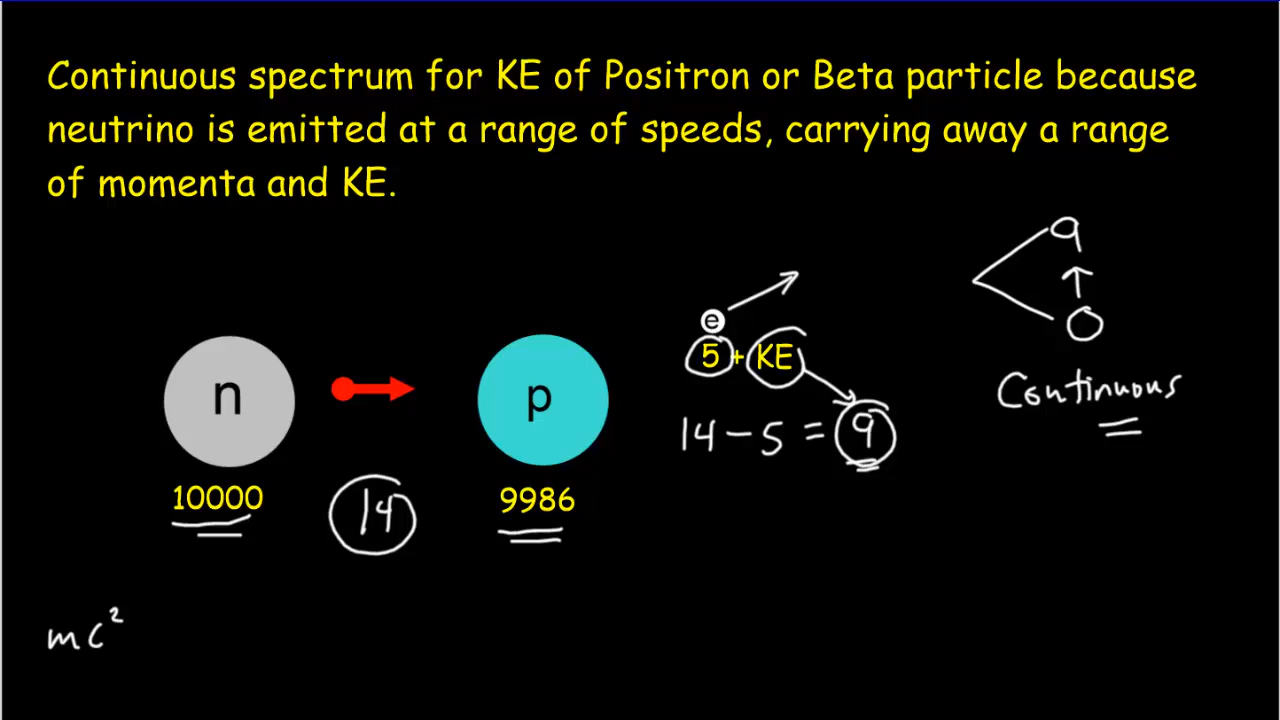 Continuous spectrum for KE of Positron or Beta particle because
neutrino is emitted at a range of speeds, carrying away a range
of momenta and KE.
9
e
0
5 + KE
n
p
Continuous
14 - 5 = 9
10000
14
9986
mc²